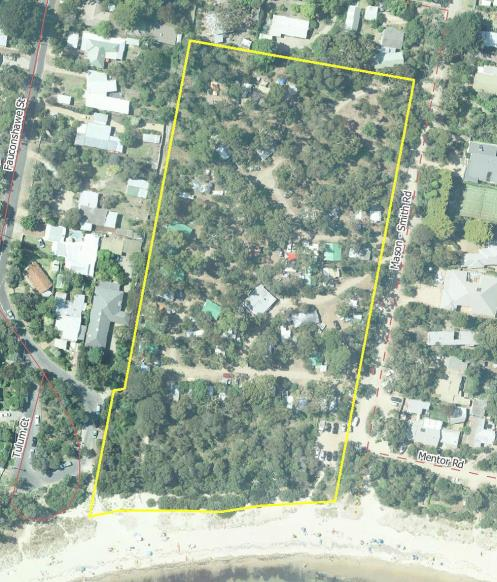 Fauconshawe St
Mason - Smith Rd
Tulum Ct
Mentor Rd